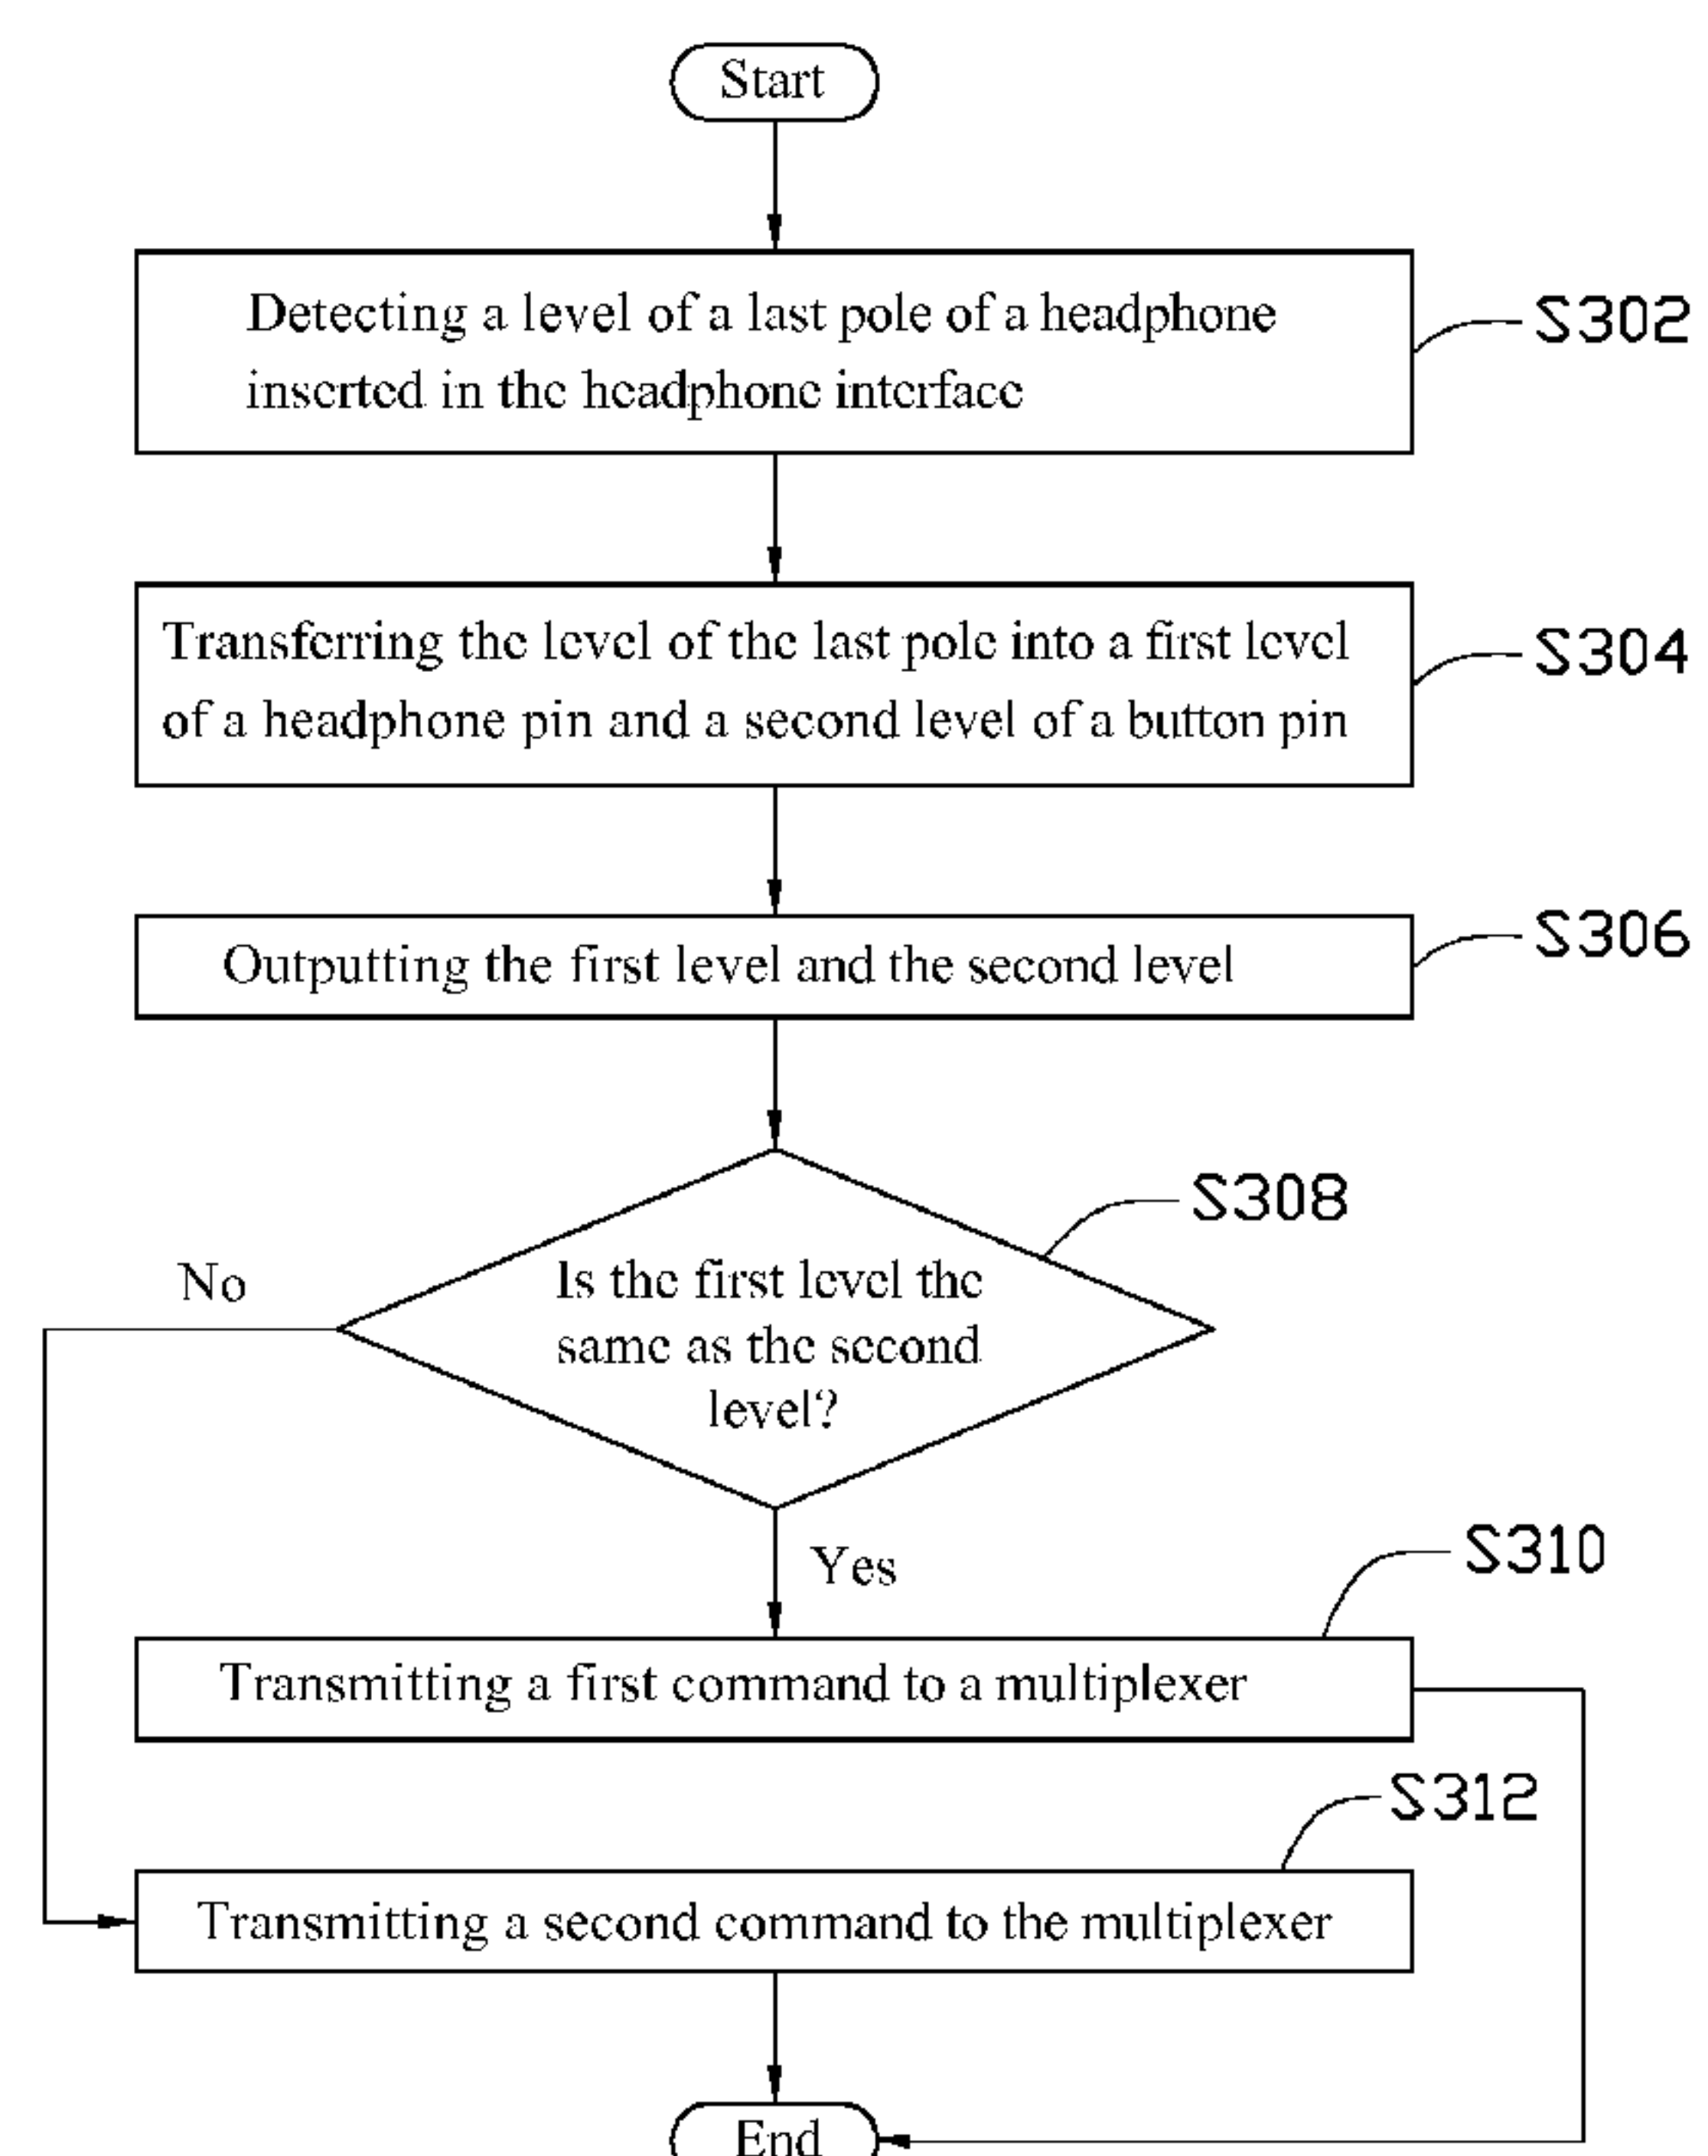 Start
Detecting a level of a last pole of a headphone
inserted in the headphone interface
S302
Transferring the level of the last pole into a first level
of a headphone pin and a second level of a button pin
S304
Outputting the first level and the second level
S306
S308
Is the first level the
same as the second
level?
No
Yes
S310
Transmitting a first command to a multiplexer
S312
Transmitting a second command to the multiplexer
End